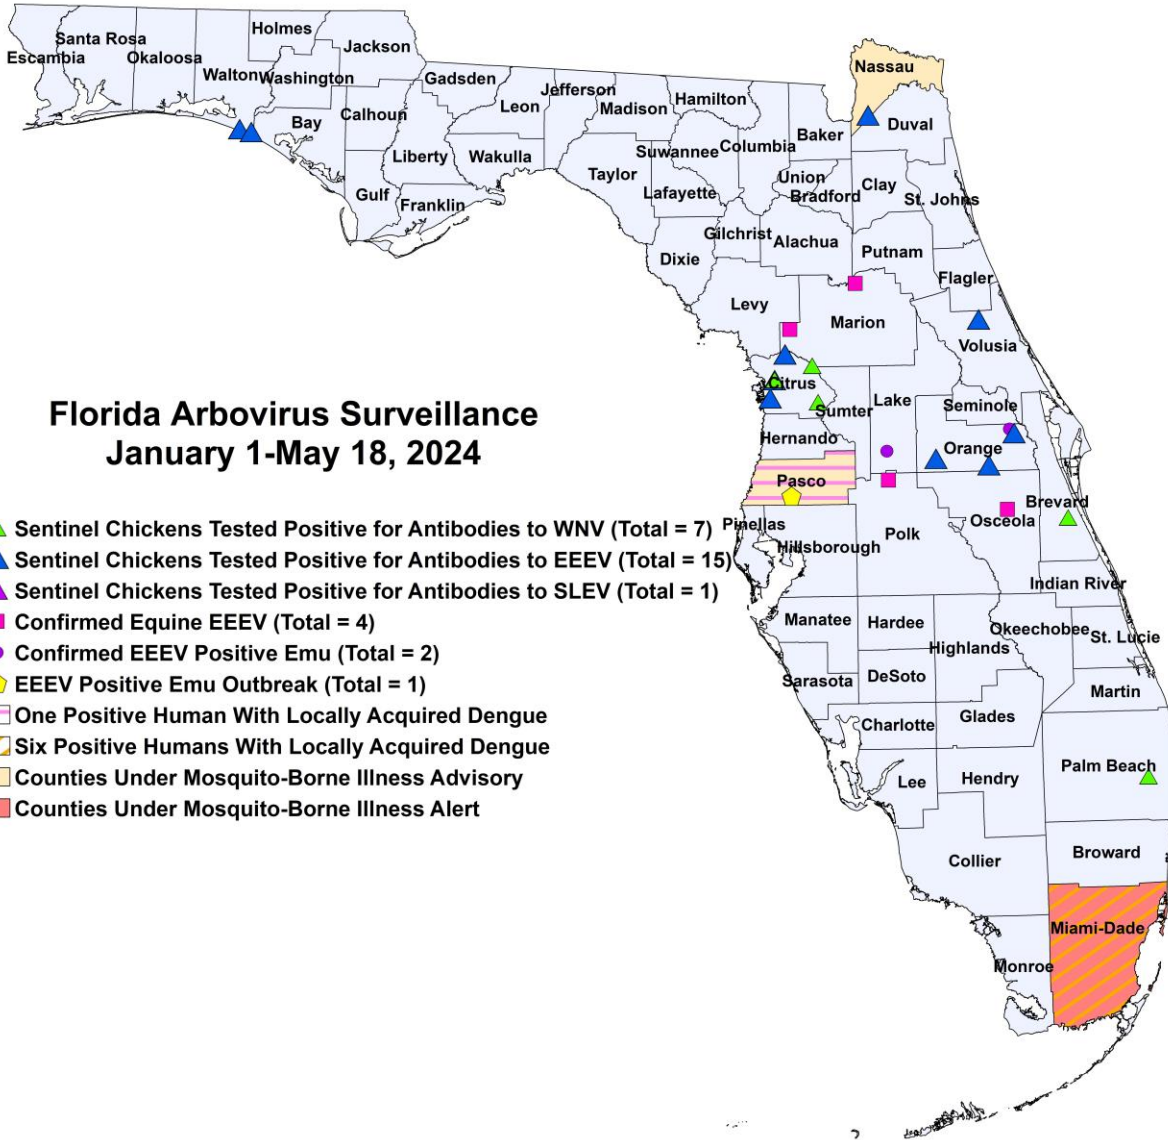 Holmes
Santa Rosa
Jackson
Escambia
Okaloosa
Walton
Washington
Gadsden
Nassau
Jefferson
Leon
Madison
Hamilton
Calhoun
Bay
Duval
Baker
Columbia
Suwannee
Liberty
Wakulla
Taylor
Union
Clay
Lafayette
Bradford
St. Johns
Gulf
Franklin
Gilchrist
Alachua
Putnam
Dixie
Flagler
Levy
Marion
Volusia
Citrus
Lake
Seminole
Sumter
Florida Arbovirus Surveillance
January 1-May 18, 2024
Hernando
Orange
Pasco
Brevard
Osceola
Pinellas
Polk
Hillsborough
Sentinel Chickens Tested Positive for Antibodies to WNV (Total = 7)
Sentinel Chickens Tested Positive for Antibodies to EEEV (Total = 15)
Sentinel Chickens Tested Positive for Antibodies to SLEV (Total = 1)
Confirmed Equine EEEV (Total = 4)
Confirmed EEEV Positive Emu (Total = 2)
EEEV Positive Emu Outbreak (Total = 1)
One Positive Human With Locally Acquired Dengue
Six Positive Humans With Locally Acquired Dengue
Counties Under Mosquito-Borne Illness Advisory
Counties Under Mosquito-Borne Illness Alert
Indian River
Manatee
Hardee
Okeechobee
St. Lucie
Highlands
Sarasota
DeSoto
Martin
Charlotte
Glades
Palm Beach
Lee
Hendry
Broward
Collier
Miami-Dade
Monroe